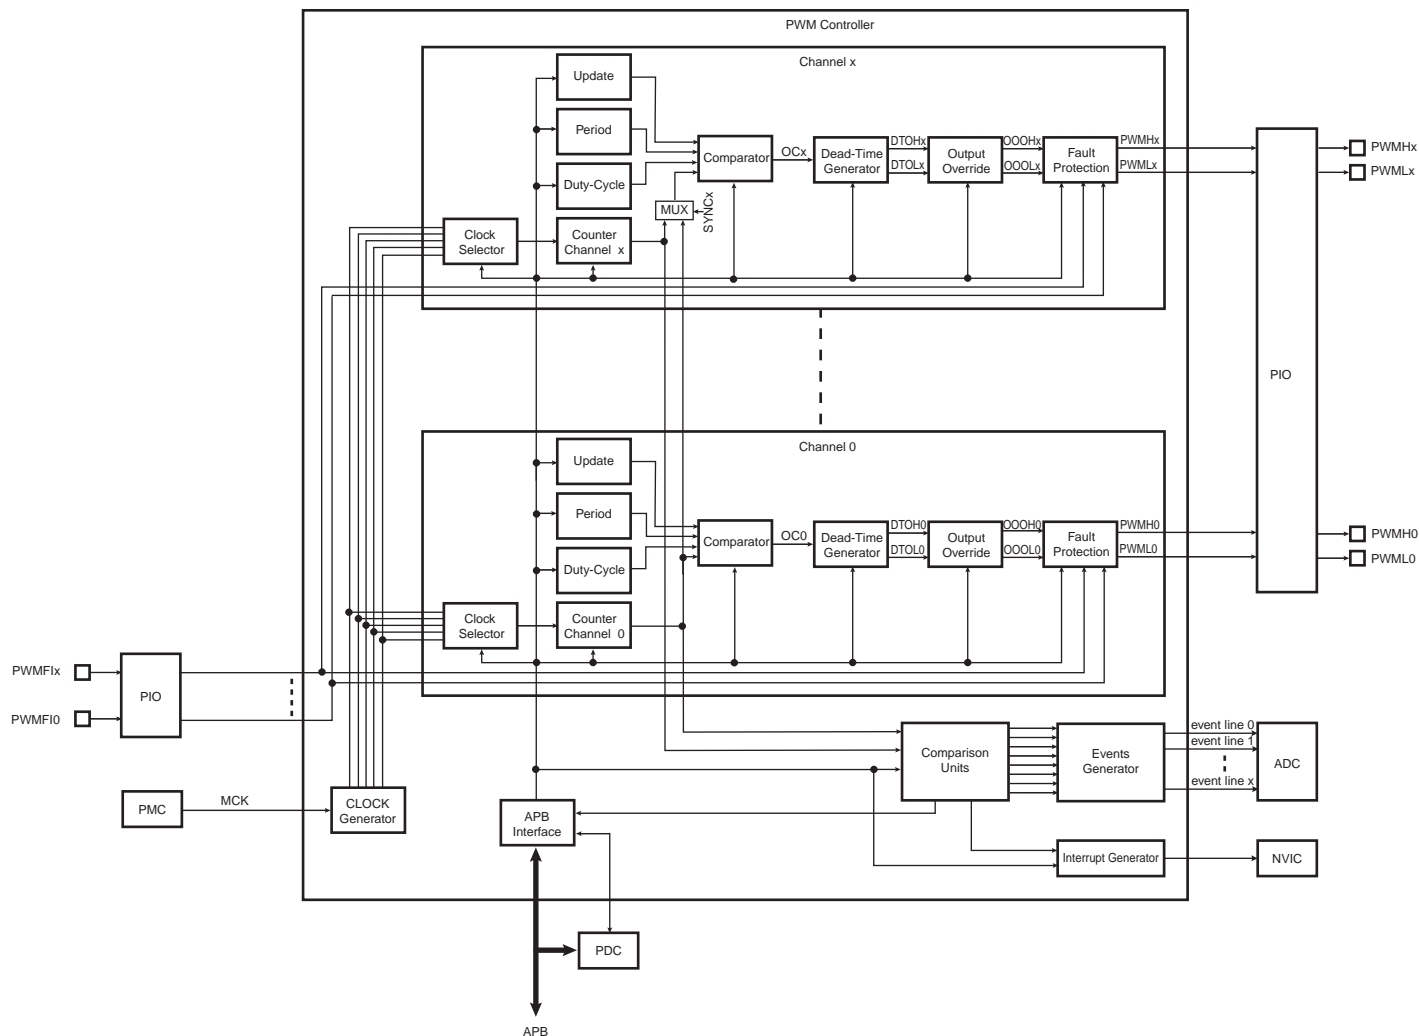 PWM Controller
Channel x
Update
Period
Comparator
OCx
Dead-Time
Generator
DTOHx
DTOLx
Output
Override
OOOHx
OOOLx
Fault
Protection
PWMHx
PWMLx
PWMHx
PWMLx
Duty-Cycle
MUX
SYNCx
Clock
Selector
Counter
Channel x
PIO
Channel 0
Update
Period
Comparator
OC0
Dead-Time
Generator
DTOH0
DTOL0
Output
Override
OOOH0
OOOL0
Fault
Protection
PWMH0
PWML0
PWMH0
PWML0
Duty-Cycle
Clock
Selector
Counter
Channel 0
PWMFIx
PIO
PWMFI0
Comparison
Units
Events
Generator
event line 0
event line 1
event line x
ADC
PMC
MCK
CLOCK
Generator
APB
Interface
Interrupt Generator
NVIC
PDC
APB